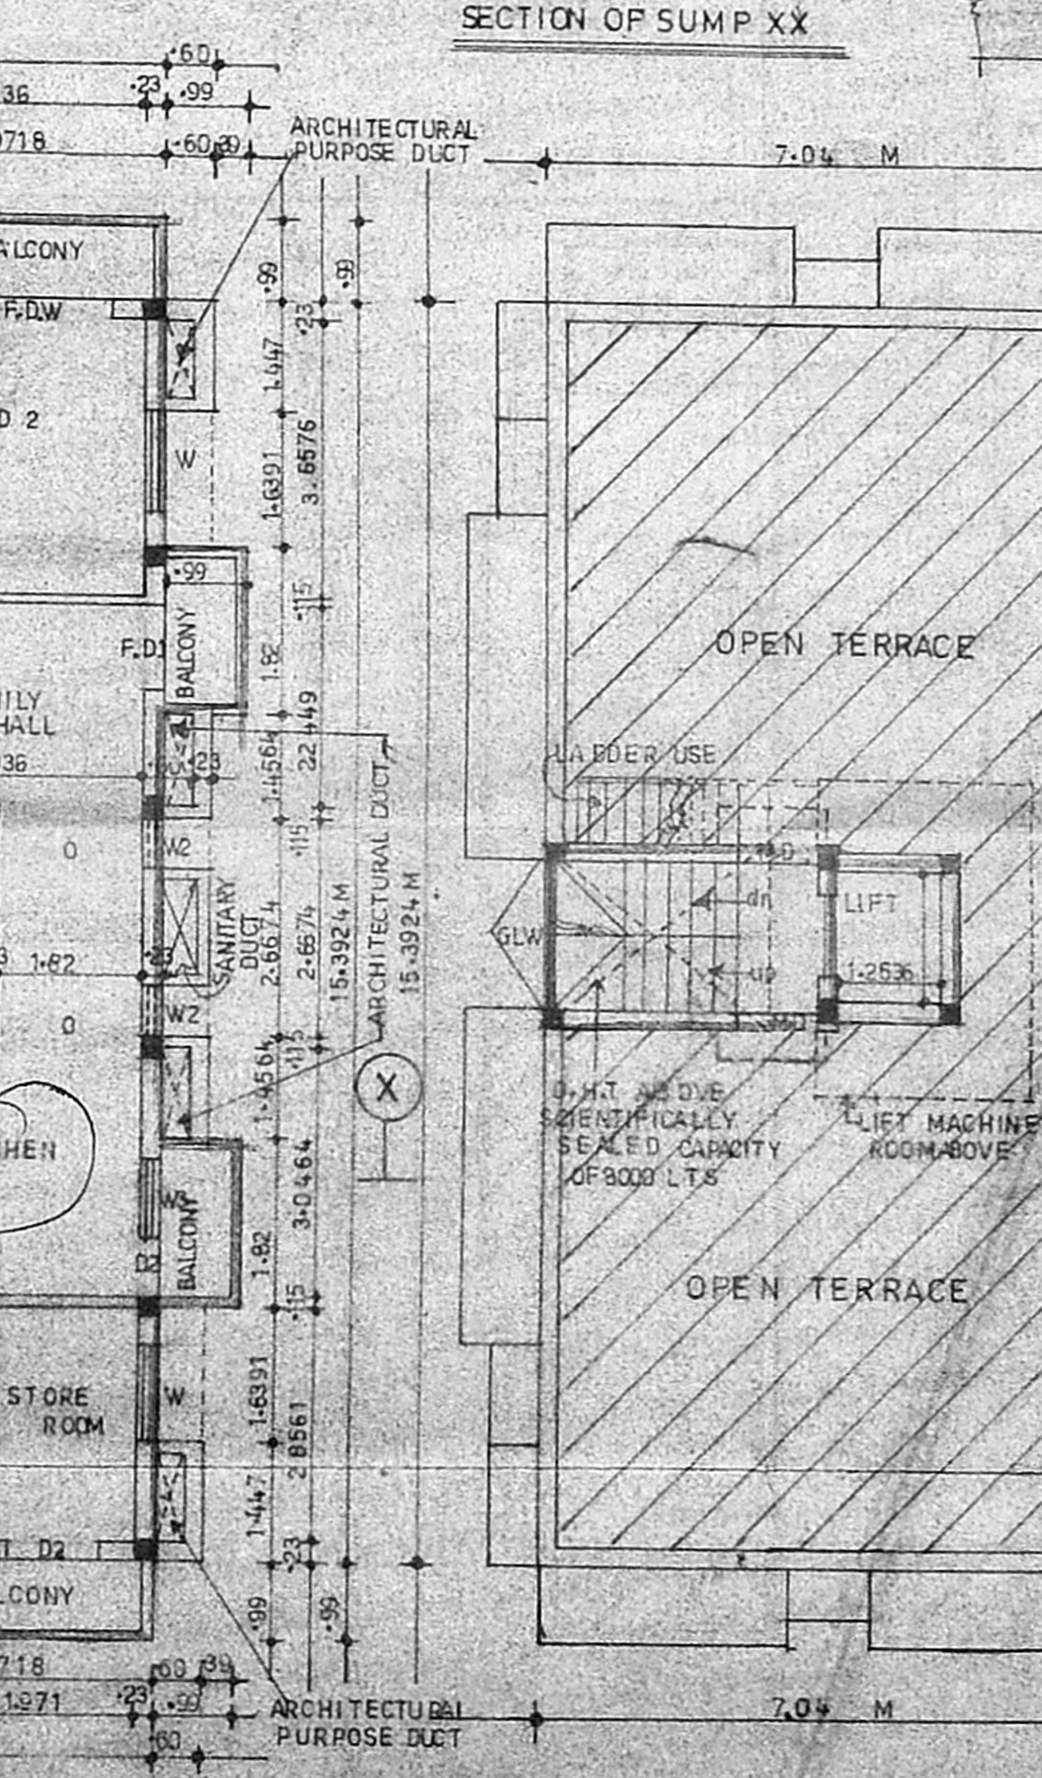 SECTION OF SUMP XX
.60
36
.23
.99
0718
.60
39
ARCHITECTURAL
PURPOSE DUCT
7.04 M
ALCONY
F.D.W
D 2
W
.99
.99
.23
1.447
1.6391
3.6576
.99
BALCONY
F.D1
.115
1.82
OPEN TERRACE
ILY
HALL
36
.23
22 449
1.4564
LADDER USE
0
W2
.115
SANITARY
DUCT
2.6674
2.6674
15.3924 M
ARCHITECTURAL DUCT
15.3924 M
GLW
dn
up
LIFT
1.2636
1.82
.23
0
W2
.115
1.4564
X
O.H.T ABOVE
SCIENTIFICALLY
SEALED CAPACITY
OF 8000 LTS
LIFT MACHINE
ROOM ABOVE
HEN
W3
BALCONY
D2
3.0464
1.82
.115
OPEN TERRACE
STORE
ROOM
W
1.6391
2 8561
1.447
.23
T D2
LCONY
.99
.99
718
60
39
1.971
.23
.99
.60
ARCHITECTURAL
PURPOSE DUCT
7.04 M